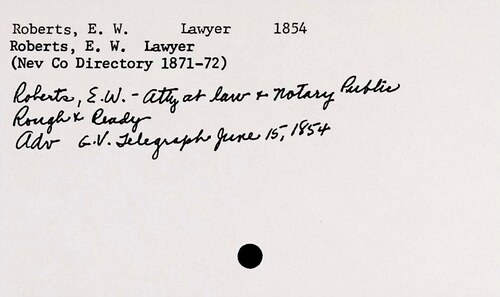 Roberts, E. W. Lawyer 1854
Roberts, E. W. Lawyer
(Nev Co Directory 1871-72)
Roberts, E.W. - Atty at law & Notary Public
Rough & Ready
Adv G.V. Telegraph June 15, 1854